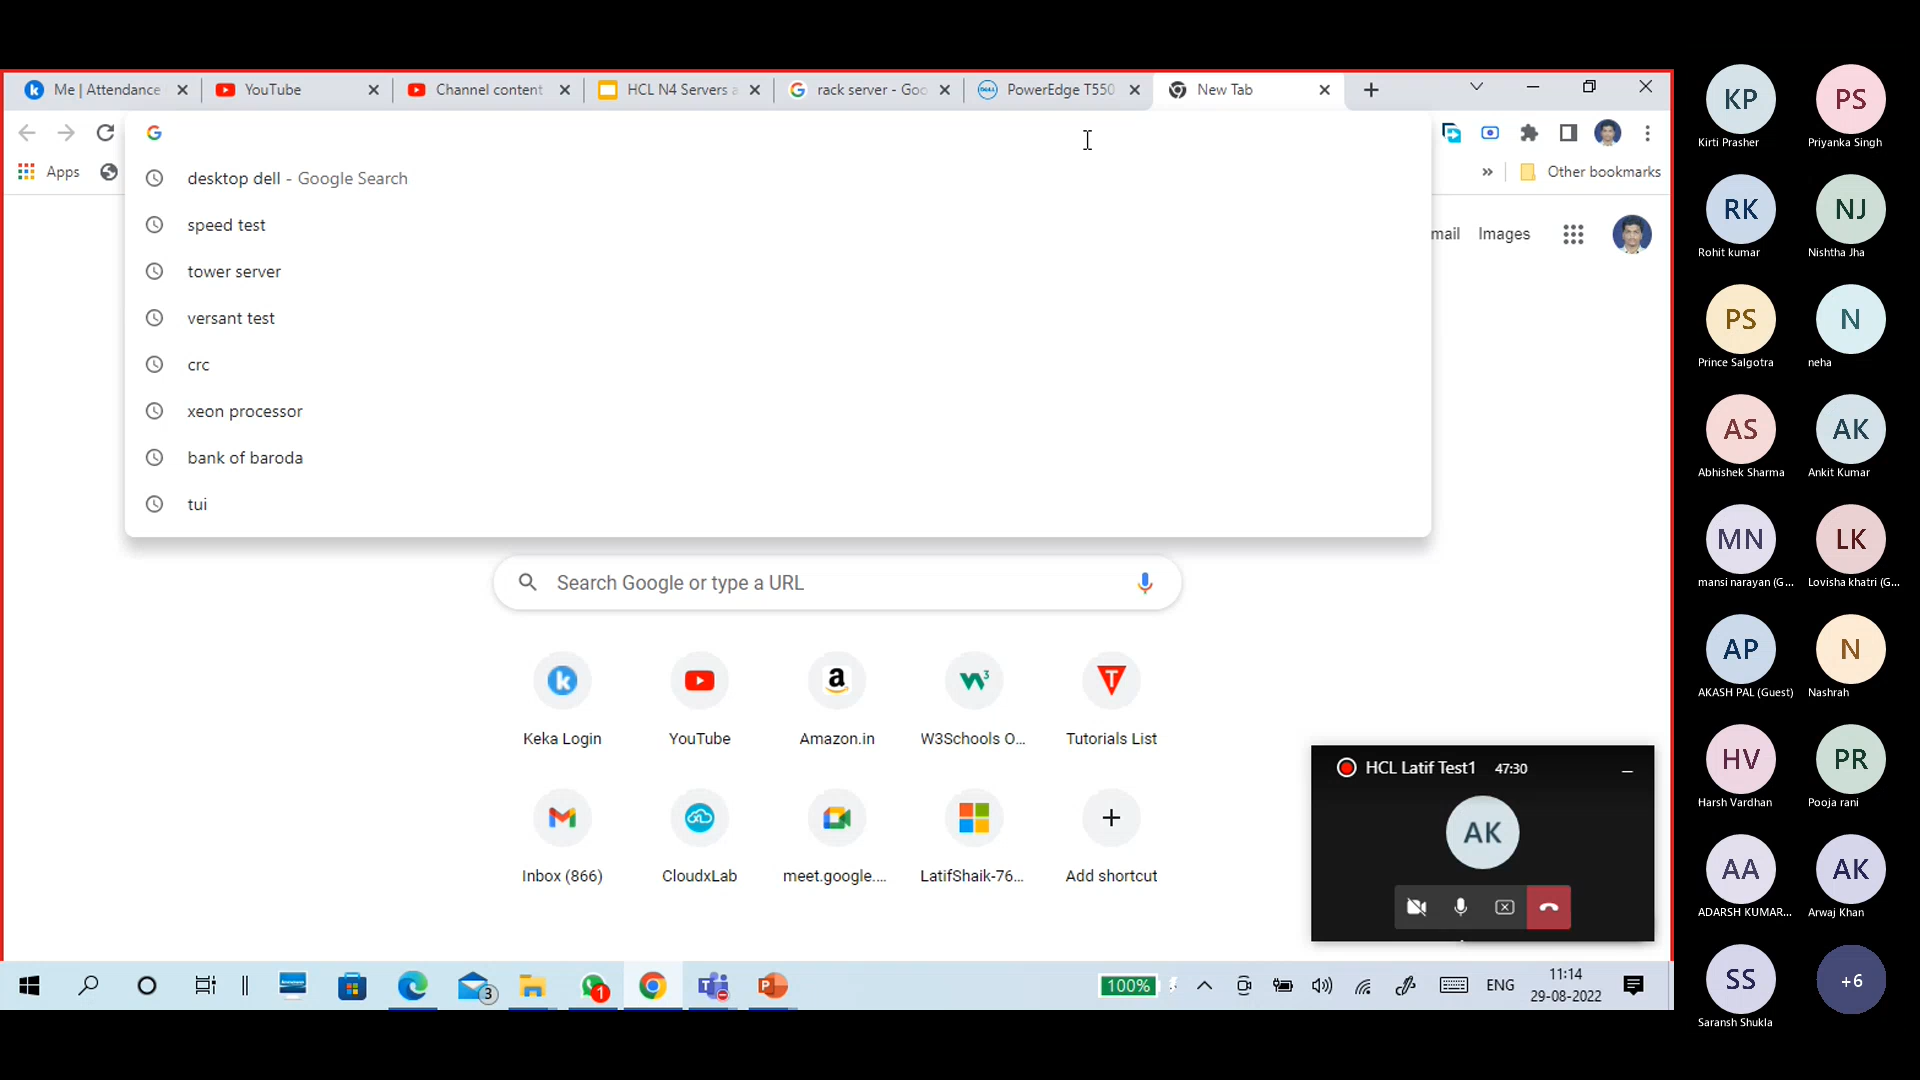 Me | Attendance
YouTube
Channel content
HCL N4 Servers a
rack server - Goo
PowerEdge T550
New Tab
Apps
Other bookmarks
desktop dell - Google Search
speed test
tower server
versant test
crc
xeon processor
bank of baroda
tui
mail
Images
Search Google or type a URL
Keka Login
YouTube
Amazon.in
W3Schools O...
Tutorials List
Inbox (866)
CloudxLab
meet.google....
LatifShaik-76...
Add shortcut
HCL Latif Test1
47:30
AK
3
1
100%
ENG
11:14
29-08-2022
KP
PS
Kirti Prasher
Priyanka Singh
RK
NJ
Rohit kumar
Nishtha Jha
PS
N
Prince Salgotra
neha
AS
AK
Abhishek Sharma
Ankit Kumar
MN
LK
mansi narayan (G...
Lovisha khatri (G...
AP
N
AKASH PAL (Guest)
Nashrah
HV
PR
Harsh Vardhan
Pooja rani
AA
AK
ADARSH KUMAR...
Arwaj Khan
SS
+6
Saransh Shukla